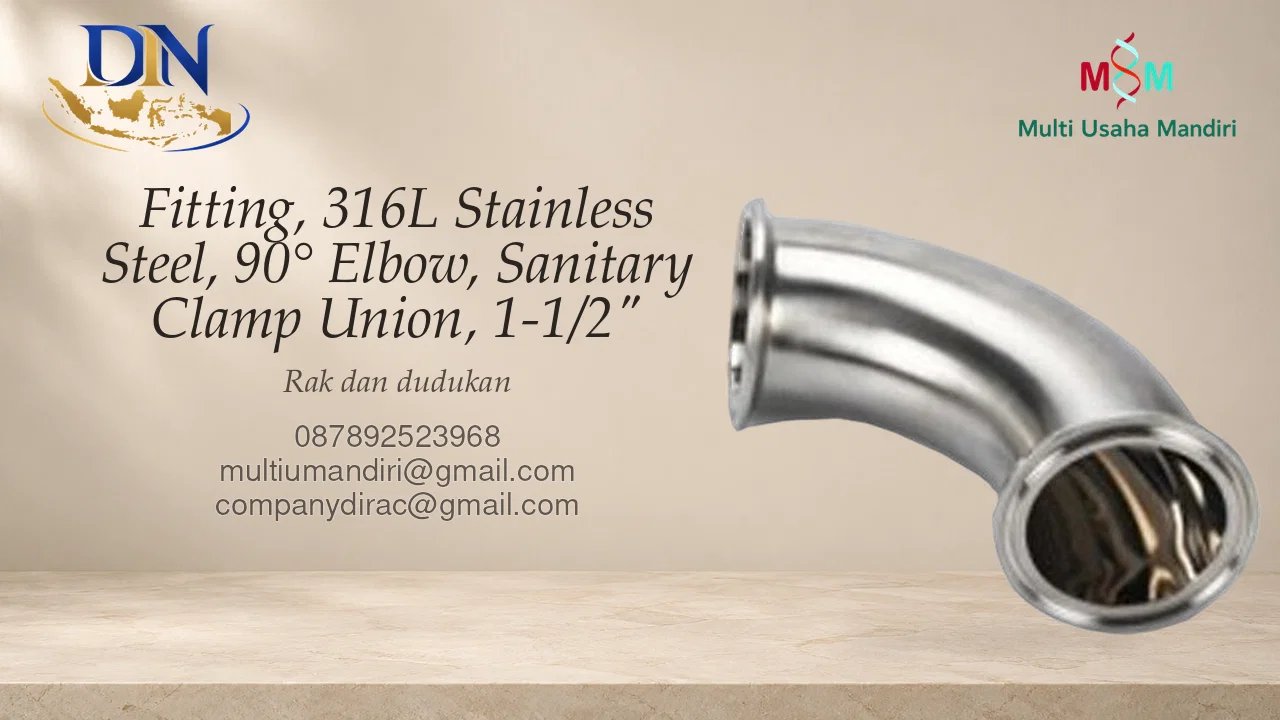 DIN
M M
Multi Usaha Mandiri
Fitting, 316L Stainless
Steel, 90° Elbow, Sanitary
Clamp Union, 1-1/2"
Rak dan dudukan
087892523968
multiumandiri@gmail.com
companydirac@gmail.com